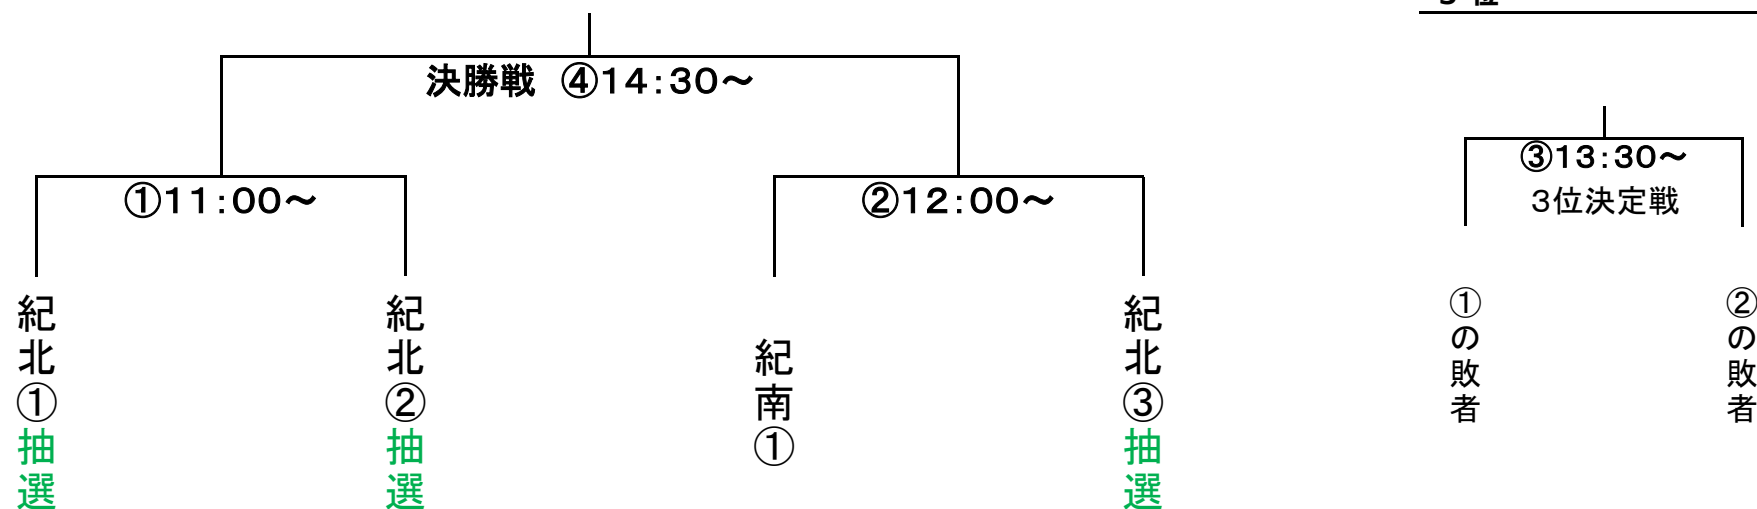 決勝戦 ④14:30～
①11:00～
②12:00～
紀北①抽選
紀北②抽選
紀南①
紀北③抽選
③13:30～
3位決定戦
①の敗者
②の敗者